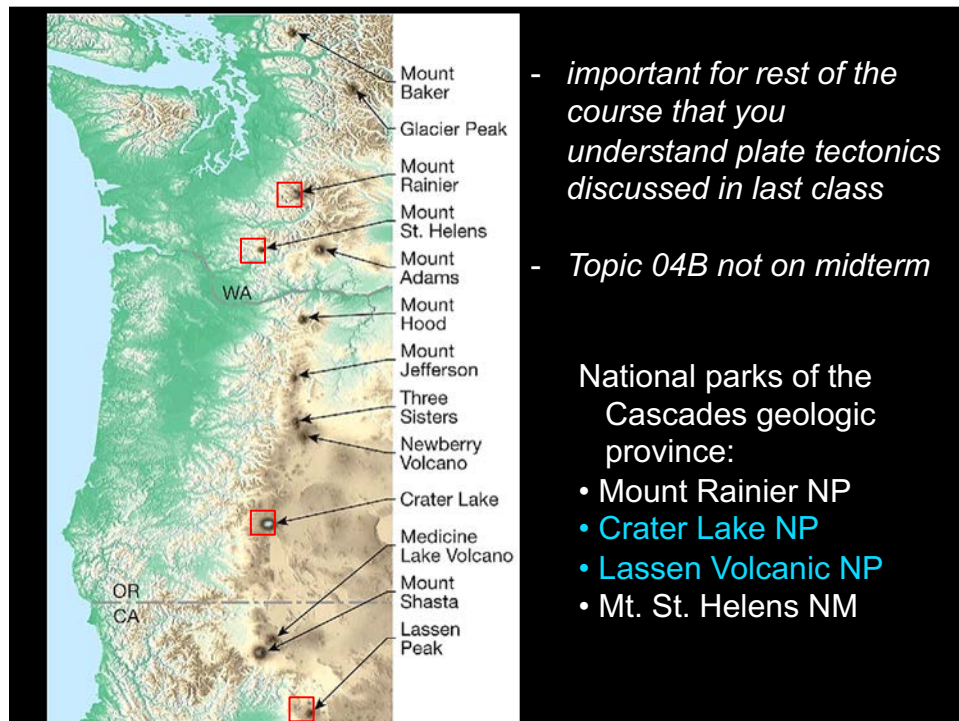 Mount
Baker
Glacier Peak
Mount
Rainier
Mount
St. Helens
Mount
Adams
WA
Mount
Hood
Mount
Jefferson
Three
Sisters
Newberry
Volcano
Crater Lake
Medicine
Lake Volcano
OR
CA
Mount
Shasta
Lassen
Peak
- important for rest of the
course that you
understand plate tectonics
discussed in last class
- Topic 04B not on midterm
National parks of the
Cascades geologic
province:
• Mount Rainier NP
• Crater Lake NP
• Lassen Volcanic NP
• Mt. St. Helens NM